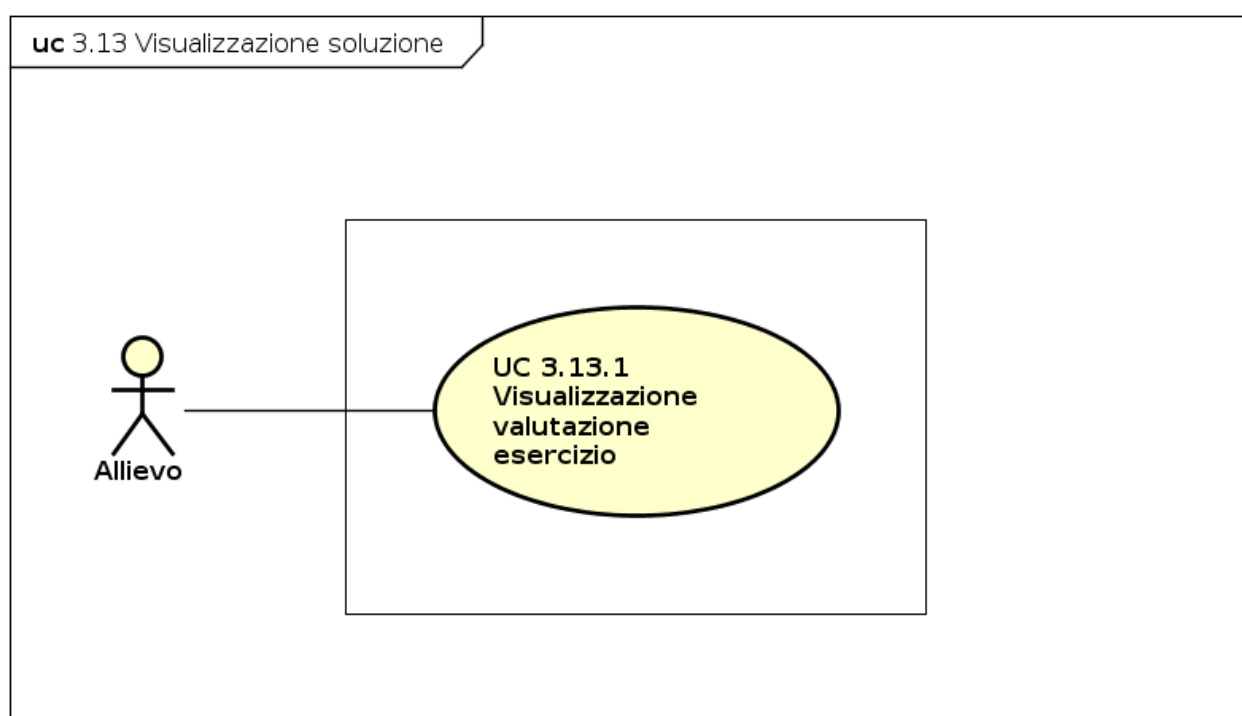 uc 3.13 Visualizzazione soluzione
UC 3.13.1
Visualizzazione
valutazione
esercizio
Allievo